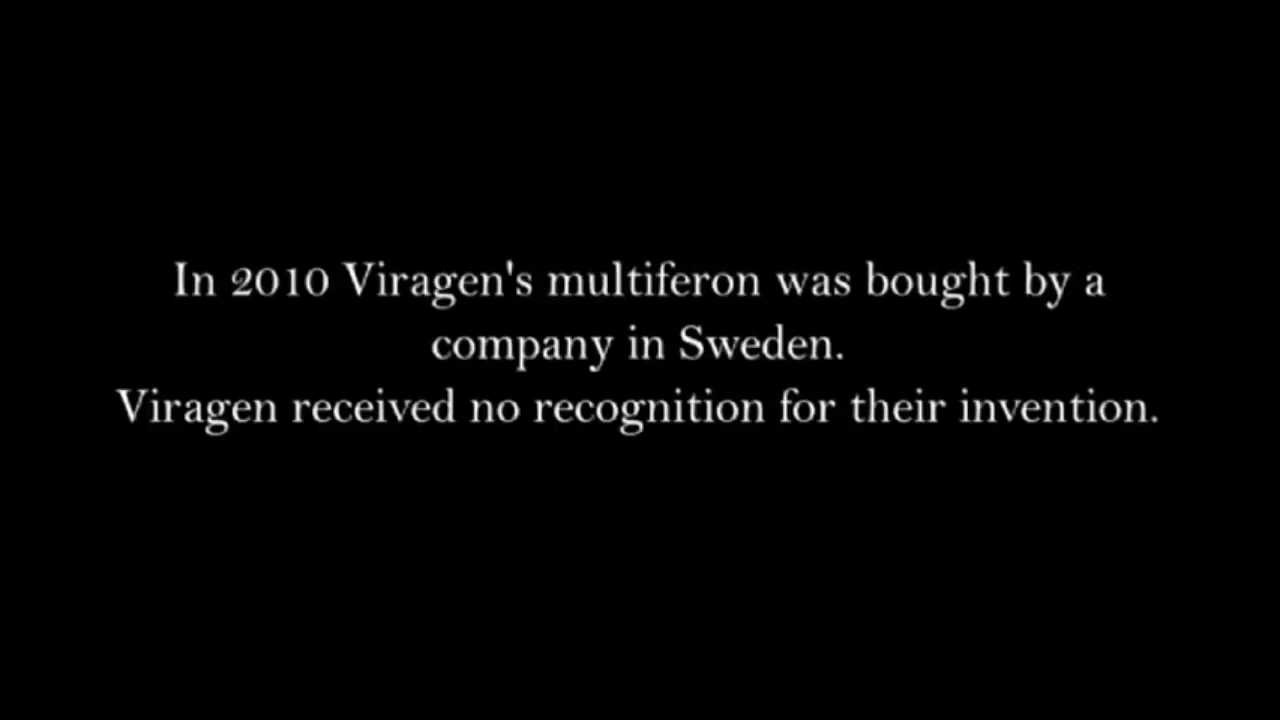 In 2010 Viragen's multiferon was bought by a
company in Sweden.
Viragen received no recognition for their invention.